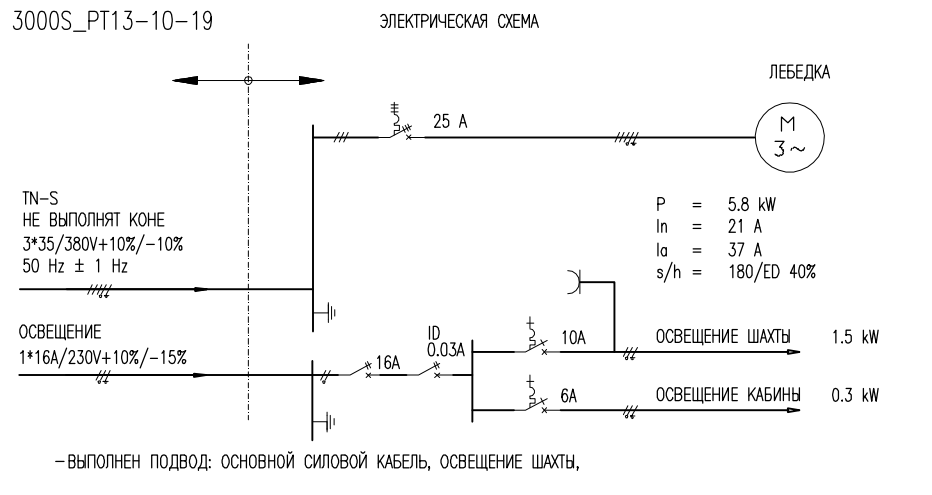 3000S_PT13-10-19
ЭЛЕКТРИЧЕСКАЯ СХЕМА
ЛЕБЕДКА
25 A
M
3~
TN-S
НЕ ВЫПОЛНЯТ КОНЕ
3*35/380V+10%/-10%
50 Hz ± 1 Hz
P = 5.8 kW
In = 21 A
Ia = 37 A
s/h = 180/ED 40%
ОСВЕЩЕНИЕ
1*16A/230V+10%/-15%
16A
ID
0.03A
10A
ОСВЕЩЕНИЕ ШАХТЫ 1.5 kW
6A
ОСВЕЩЕНИЕ КАБИНЫ 0.3 kW
-ВЫПОЛНЕН ПОДВОД: ОСНОВНОЙ СИЛОВОЙ КАБЕЛЬ, ОСВЕЩЕНИЕ ШАХТЫ,